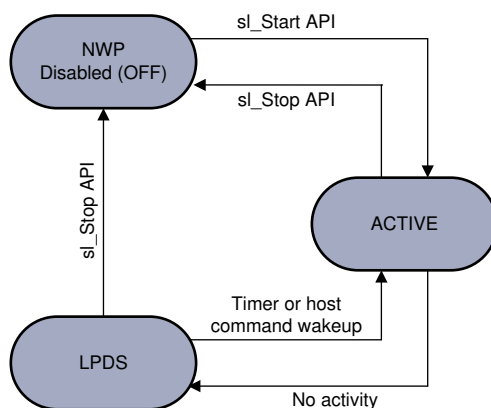 sl_Start API
NWP
Disabled (OFF)
sl_Stop API
sl_Stop API
ACTIVE
Timer or host
command wakeup
LPDS
No activity